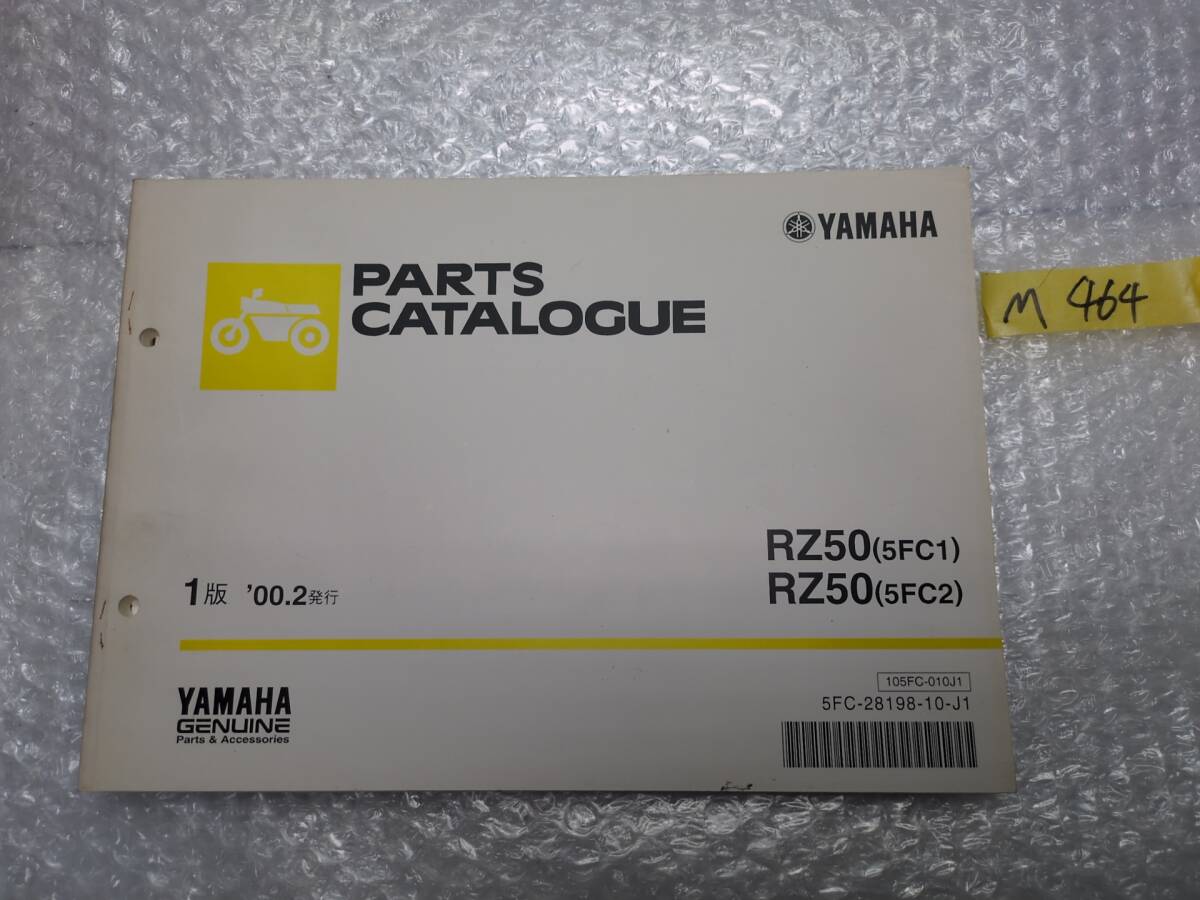 YAMAHA
PARTS
CATALOGUE
M 464
RZ50(5FC1)
RZ50(5FC2)
1版 '00.2発行
105FC-010J1
5FC-28198-10-J1
YAMAHA
GENUINE
Parts & Accessories